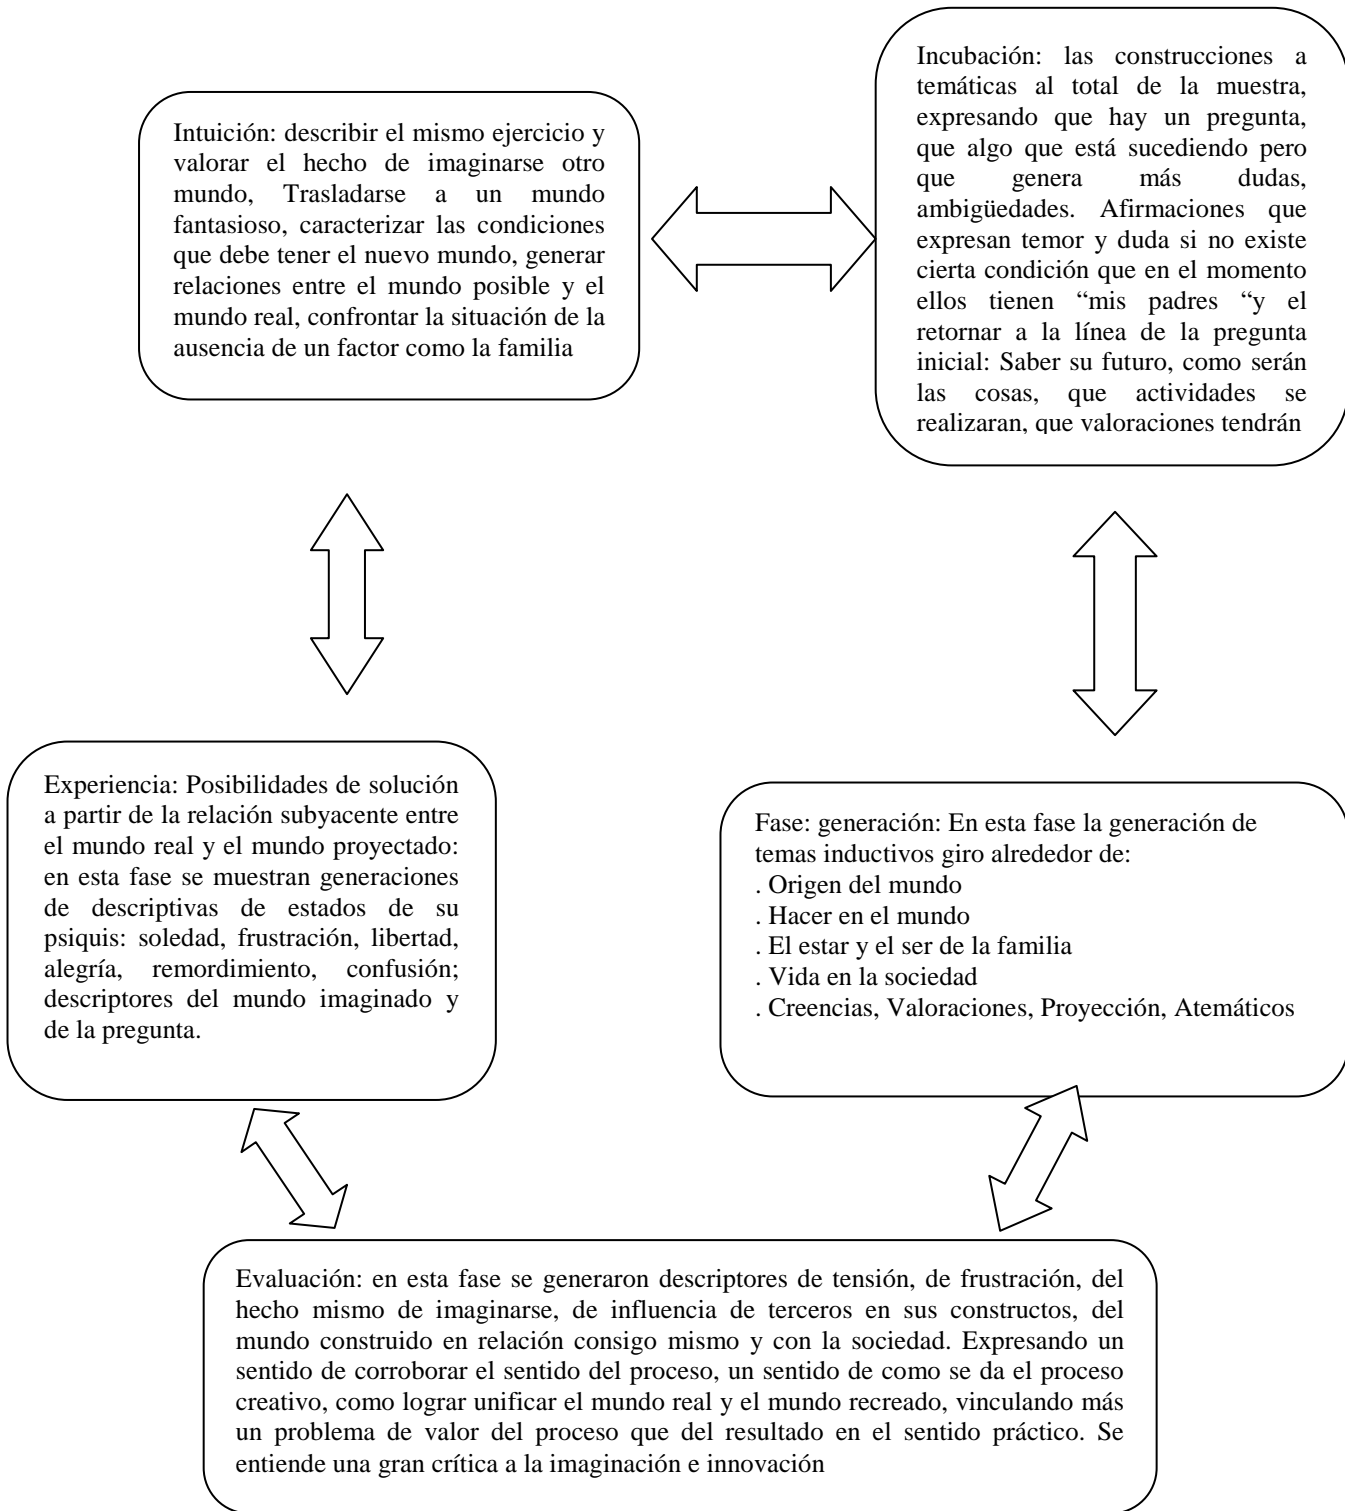 Intuición: describir el mismo ejercicio y
valorar el hecho de imaginarse otro
mundo, Trasladarse a un mundo
fantasioso, caracterizar las condiciones
que debe tener el nuevo mundo, generar
relaciones entre el mundo posible y el
mundo real, confrontar la situación de la
ausencia de un factor como la familia
Incubación: las construcciones a
temáticas al total de la muestra,
expresando que hay un pregunta,
que algo que está sucediendo pero
que genera más dudas,
ambigüedades. Afirmaciones que
expresan temor y duda si no existe
cierta condición que en el momento
ellos tienen “mis padres “y el
retornar a la línea de la pregunta
inicial: Saber su futuro, como serán
las cosas, que actividades se
realizaran, que valoraciones tendrán
Experiencia: Posibilidades de solución
a partir de la relación subyacente entre
el mundo real y el mundo proyectado:
en esta fase se muestran generaciones
de descriptivas de estados de su
psiquis: soledad, frustración, libertad,
alegría, remordimiento, confusión;
descriptores del mundo imaginado y
de la pregunta.
Fase: generación: En esta fase la generación de
temas inductivos giro alrededor de:
. Origen del mundo
. Hacer en el mundo
. El estar y el ser de la familia
. Vida en la sociedad
. Creencias, Valoraciones, Proyección, Atemáticos
Evaluación: en esta fase se generaron descriptores de tensión, de frustración, del
hecho mismo de imaginarse, de influencia de terceros en sus constructos, del
mundo construido en relación consigo mismo y con la sociedad. Expresando un
sentido de corroborar el sentido del proceso, un sentido de como se da el proceso
creativo, como lograr unificar el mundo real y el mundo recreado, vinculando más
un problema de valor del proceso que del resultado en el sentido práctico. Se
entiende una gran crítica a la imaginación e innovación